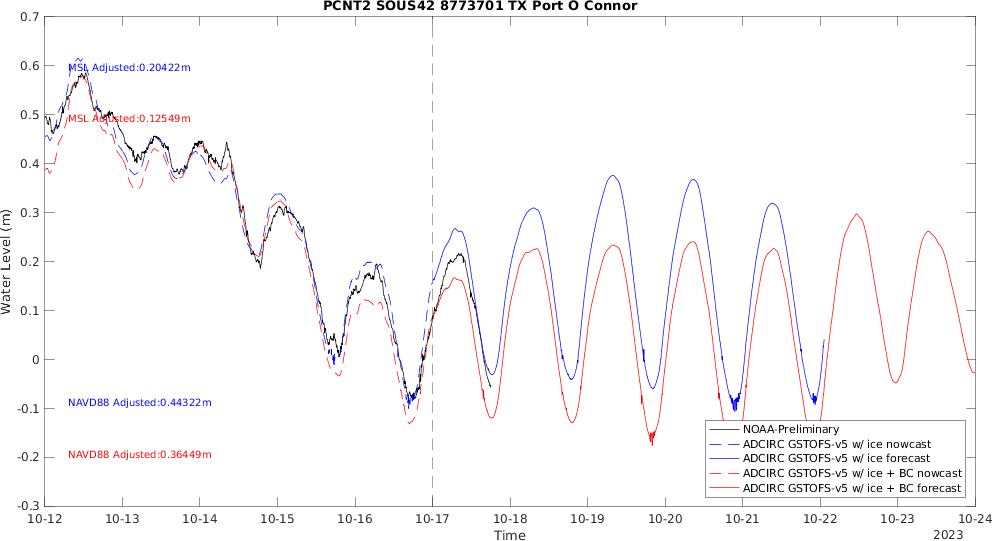 PCNT2 SOUS42 8773701 TX Port O Connor
0.7
0.6
0.5
0.4
0.3
0.2
0.1
0
-0.1
-0.2
-0.3
Water Level (m)
MSL Adjusted:0.20422m
MSL Adjusted:0.12549m
NAVD88 Adjusted:0.44322m
NAVD88 Adjusted:0.36449m
NOAA-Preliminary
ADCIRC GSTOFS-v5 w/ ice nowcast
ADCIRC GSTOFS-v5 w/ ice forecast
ADCIRC GSTOFS-v5 w/ ice + BC nowcast
ADCIRC GSTOFS-v5 w/ ice + BC forecast
10-12 10-13 10-14 10-15 10-16 10-17 10-18 10-19 10-20 10-21 10-22 10-23 10-24
Time
2023